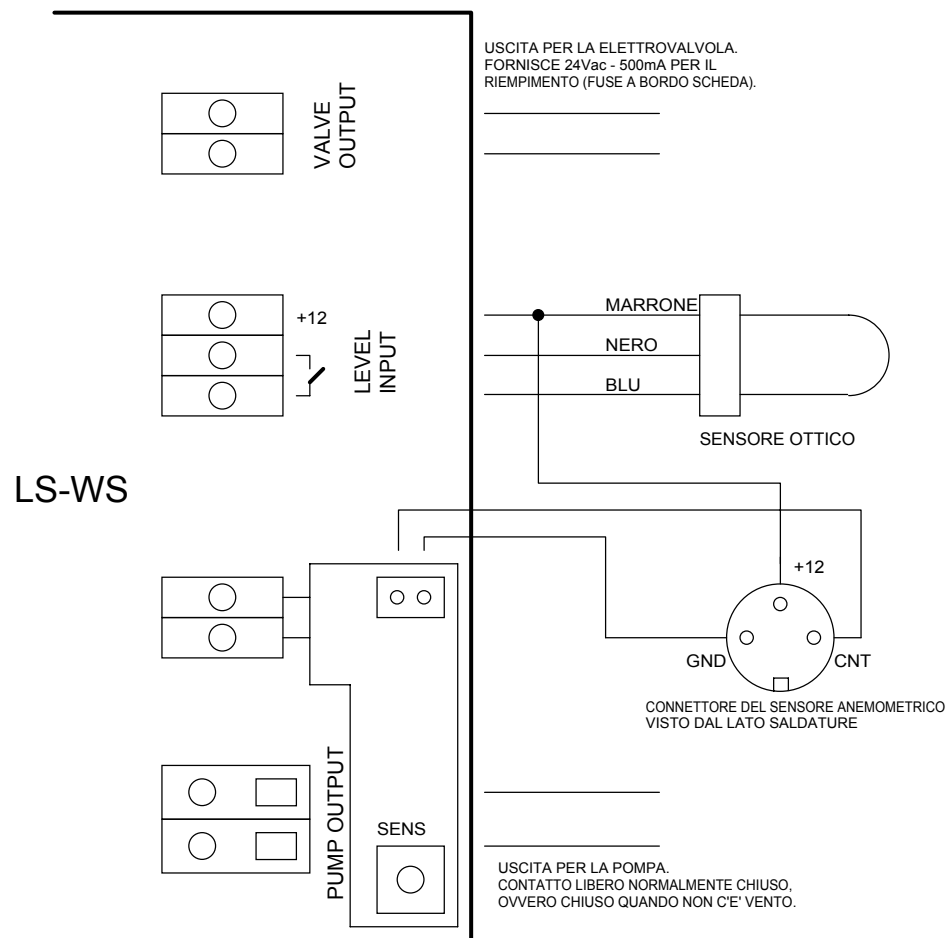 USCITA PER LA ELETTROVALVOLA.
FORNISCE 24Vac - 500mA PER IL
RIEMPIMENTO (FUSE A BORDO SCHEDA).
VALVE
OUTPUT
+12
LEVEL
INPUT
MARRONE
NERO
BLU
SENSORE OTTICO
LS-WS
+12
GND
CNT
CONNETTORE DEL SENSORE ANEMOMETRICO
VISTO DAL LATO SALDATURE
PUMP OUTPUT
SENS
USCITA PER LA POMPA.
CONTATTO LIBERO NORMALMENTE CHIUSO,
OVVERO CHIUSO QUANDO NON C'E' VENTO.